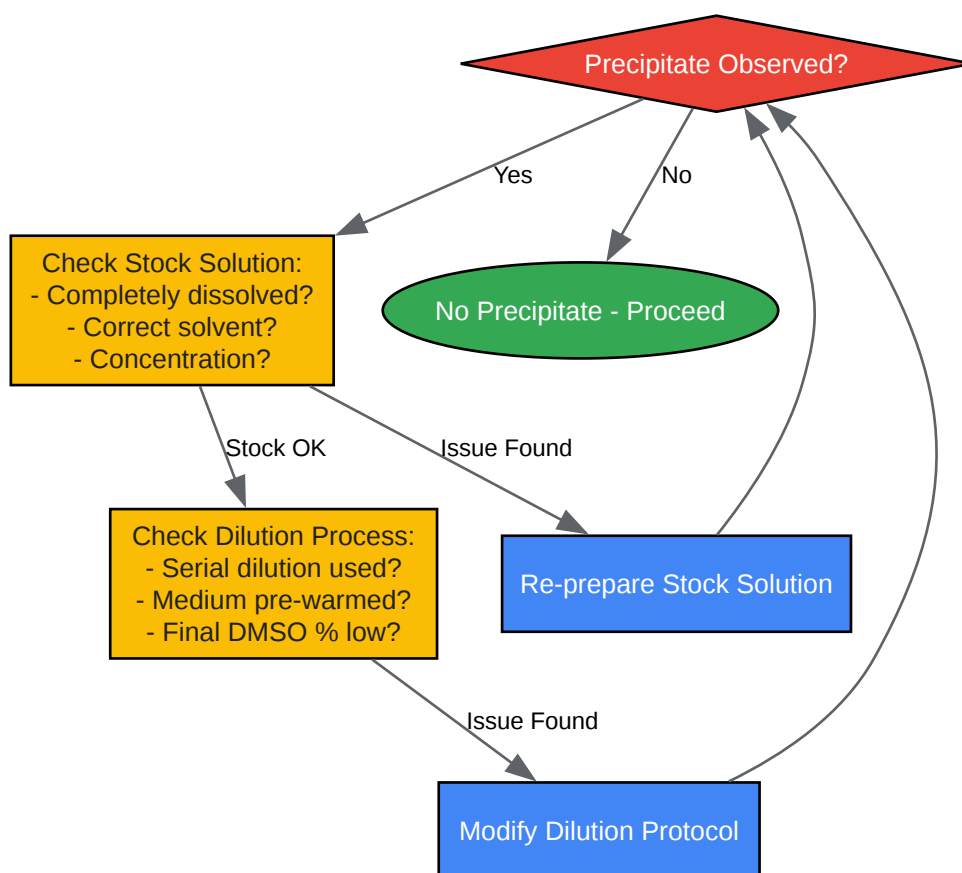 Precipitate Observed?
Yes
No
Check Stock Solution:
- Completely dissolved?
- Correct solvent?
- Concentration?
No Precipitate - Proceed
Stock OK
Issue Found
Check Dilution Process:
- Serial dilution used?
- Medium pre-warmed?
- Final DMSO % low?
Re-prepare Stock Solution
Issue Found
Modify Dilution Protocol